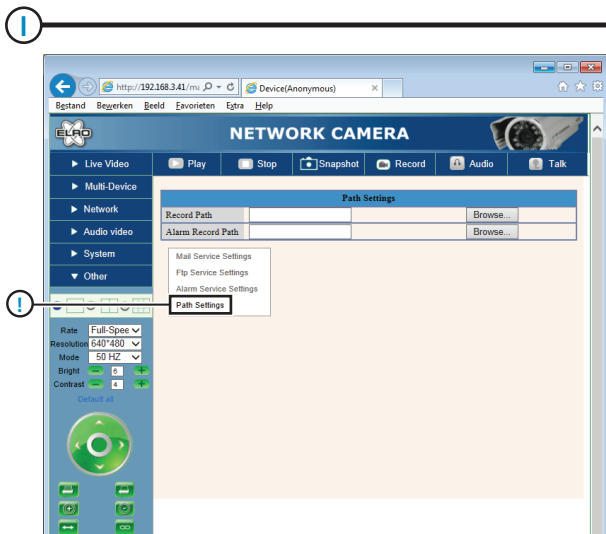 I
http://192.168.3.41/ma
Device(Anonymous)
Bestand Bewerken Beeld Favorieten Extra Help
ELRO
NETWORK CAMERA
Live Video
Play Stop Snapshot Record Audio Talk
Multi-Device
Network
Audio video
System
Other
Path Settings
Record Path Browse...
Alarm Record Path Browse...
Mail Service Settings
Ftp Service Settings
Alarm Service Settings
Path Settings
!
Rate Full-Spee
Resolution 640*480
Mode 50 HZ
Bright 6
Contrast 4
Default all